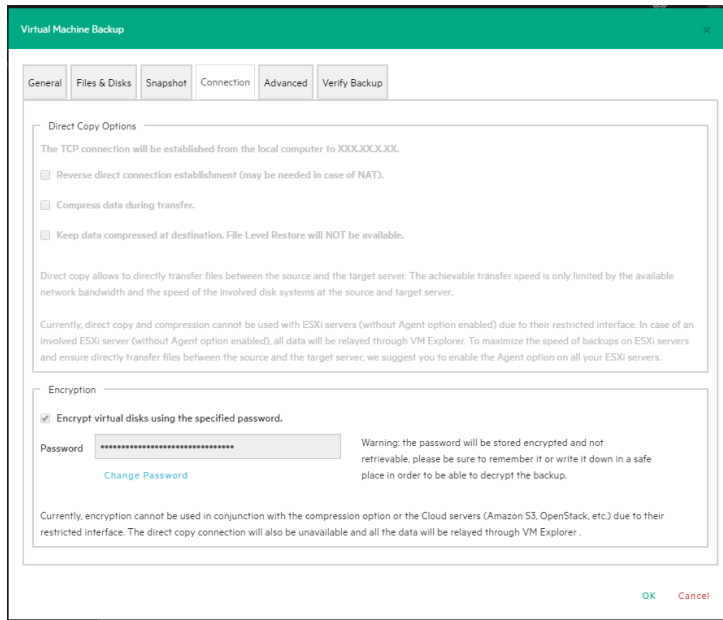 Virtual Machine Backup
General Files & Disks Snapshot Connection Advanced Verify Backup
Direct Copy Options
The TCP connection will be established from the local computer to XXX.XX.X.XX.
Reverse direct connection establishment (may be needed in case of NAT).
Compress data during transfer.
Keep data compressed at destination. File Level Restore will NOT be available.
Direct copy allows to directly transfer files between the source and the target server. The achievable transfer speed is only limited by the available
network bandwidth and the speed of the involved disk systems at the source and target server.
Currently, direct copy and compression cannot be used with ESXi servers (without Agent option enabled) due to their restricted interface. In case of an
involved ESXi server (without Agent option enabled), all data will be relayed through VM Explorer. To maximize the speed of backups on ESXi servers
and ensure directly transfer files between the source and the target server, we suggest you to enable the Agent option on all your ESXi servers.
Encryption
Encrypt virtual disks using the specified password.
Password ********************************
Change Password
Warning: the password will be stored encrypted and not
retrievable, please be sure to remember it or write it down in a safe
place in order to be able to decrypt the backup.
Currently, encryption cannot be used in conjunction with the compression option or the Cloud servers (Amazon S3, OpenStack, etc.) due to their
restricted interface. The direct copy connection will also be unavailable and all the data will be relayed through VM Explorer .
OK Cancel